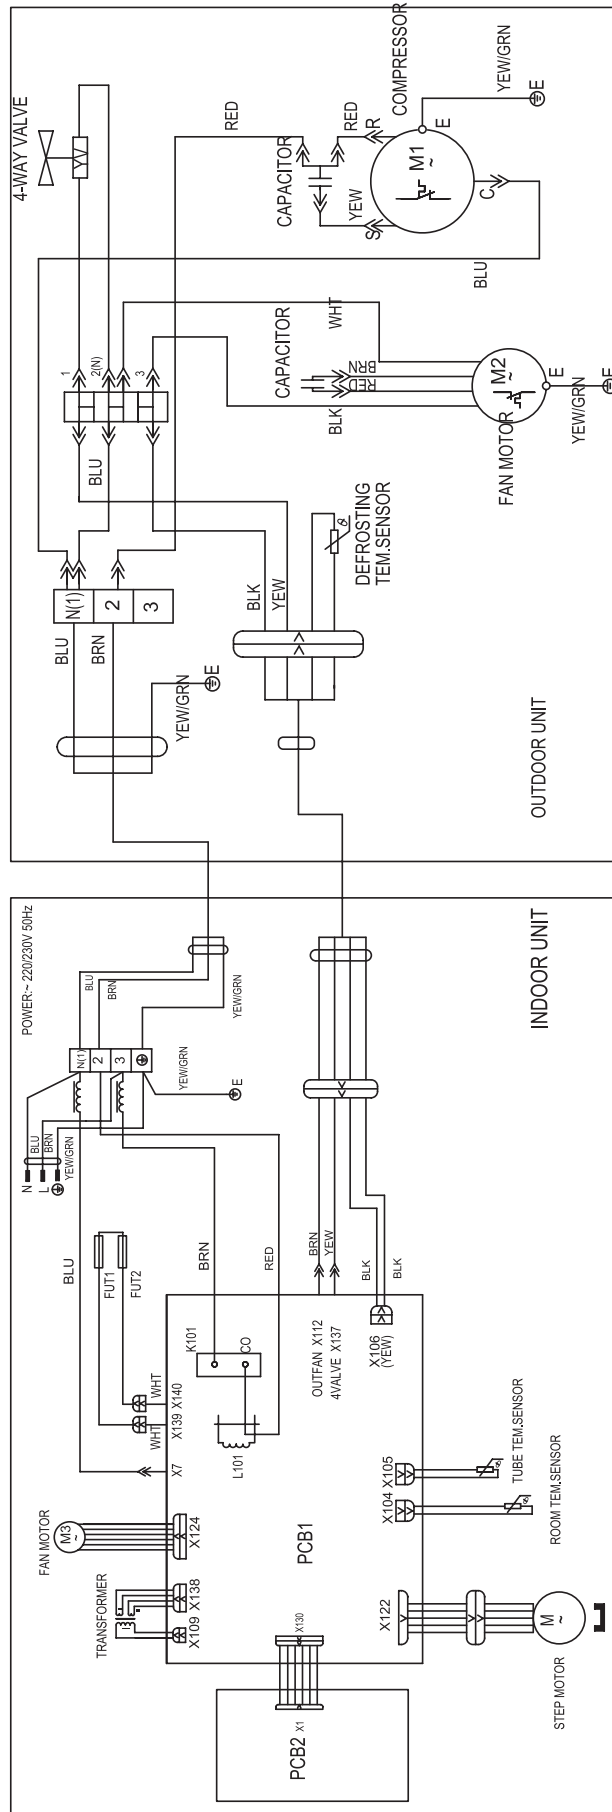 4-WAY VALVE
YV
RED
CAPACITOR
RED
R
COMPRESSOR
YEW/GRN
E
E
M1
~
YEW
S
C
BLU
1
2(N)
3
BLU
WHT
CAPACITOR
BRN
RED
BLK
M2
~
E
E
YEW/GRN
FAN MOTOR
N(1)
2
3
BLK
YEW
θ
DEFROSTING
TEM.SENSOR
BLU
BRN
YEW/GRN
E
OUTDOOR UNIT
POWER:~ 220/230V 50Hz
BLU
BRN
YEW/GRN
N(1)
2
3
YEW/GRN
E
N
L
BLU
BRN
YEW/GRN
INDOOR UNIT
BLU
FUT1
FUT2
BRN
RED
BRN
YEW
BLK
BLK
WHT
WHT
X7
X139
X140
K101
CO
L101
OUTFAN X112
4VALVE X137
X106
(YEW)
FAN MOTOR
M3
~
X124
TRANSFORMER
X109
X138
PCB1
X104
X105
θ
TUBE TEM.SENSOR
θ
ROOM TEM.SENSOR
X122
X130
PCB2
X1
M
~
STEP MOTOR